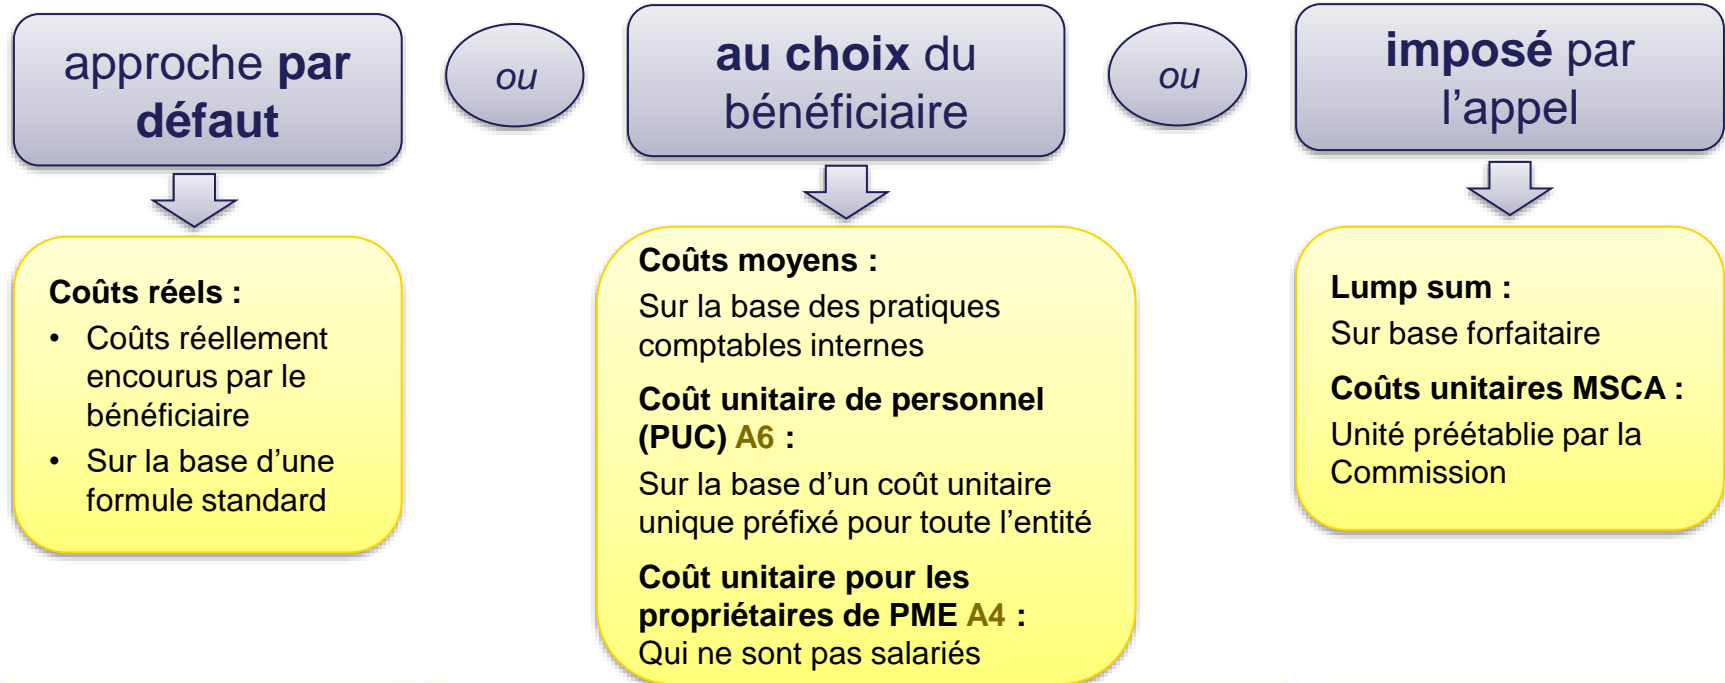 approche par
défaut
ou
au choix du
bénéficiaire
ou
imposé par
l’appel
Coûts réels :
• Coûts réellement
encourus par le
bénéficiaire
• Sur la base d’une
formule standard
Coûts moyens :
Sur la base des pratiques
comptables internes
Coût unitaire de personnel
(PUC) A6 :
Sur la base d’un coût unitaire
unique préfixé pour toute l’entité
Coût unitaire pour les
propriétaires de PME A4 :
Qui ne sont pas salariés
Lump sum :
Sur base forfaitaire
Coûts unitaires MSCA :
Unité préétablie par la
Commission